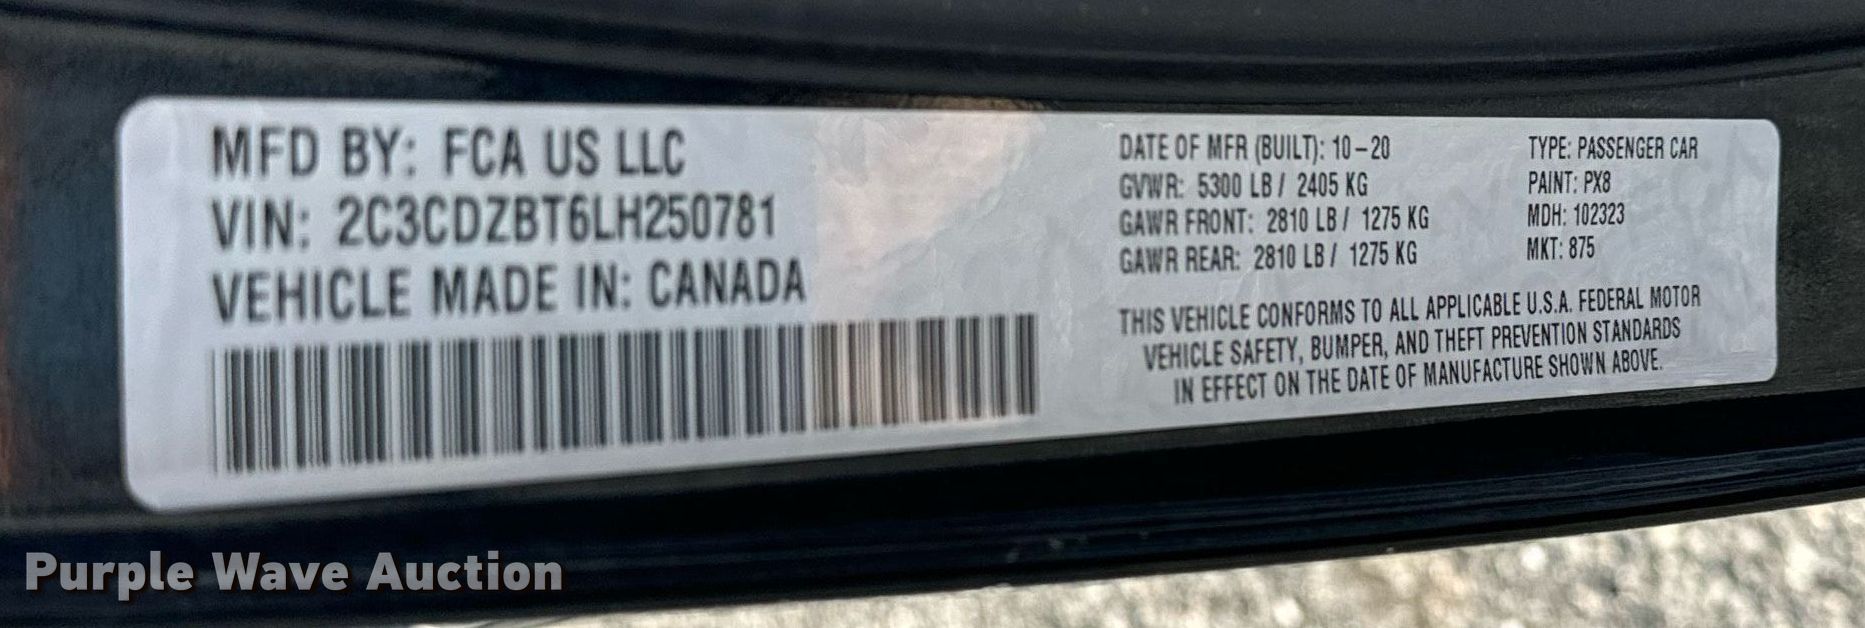 MFD BY: FCA US LLC
VIN: 2C3CDZBT6LH250781
VEHICLE MADE IN: CANADA
DATE OF MFR (BUILT): 10-20
GVWR: 5300 LB / 2405 KG
GAWR FRONT: 2810 LB / 1275 KG
GAWR REAR: 2810 LB / 1275 KG
TYPE: PASSENGER CAR
PAINT: PX8
MDH: 102323
MKT: 875
THIS VEHICLE CONFORMS TO ALL APPLICABLE U.S.A. FEDERAL MOTOR
VEHICLE SAFETY, BUMPER, AND THEFT PREVENTION STANDARDS
IN EFFECT ON THE DATE OF MANUFACTURE SHOWN ABOVE.
Purple Wave Auction